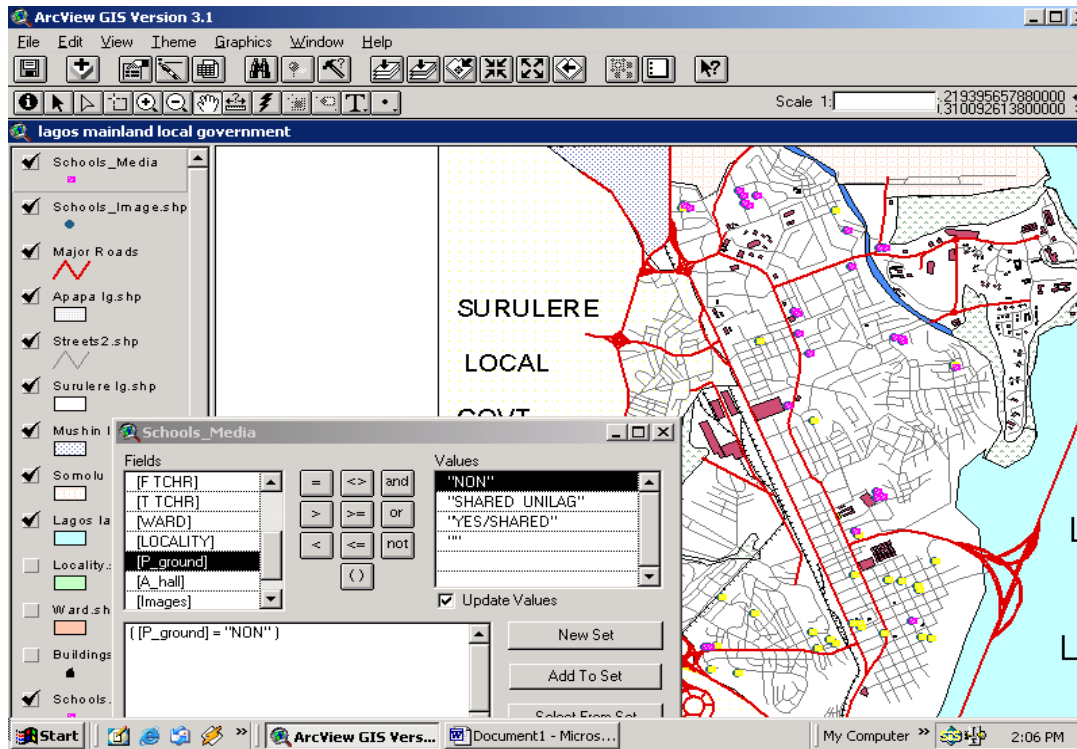 ArcView GIS Version 3.1
File Edit View Theme Graphics Window Help
Scale 1:
.219395657880000
.310092613800000
lagos mainland local government
Schools_Media
Schools_Image.shp
Major Roads
Apapa lg.shp
Streets2.shp
Surulere lg.shp
Mushin l
Somolu
Lagos la
Locality.
Ward.sh
Buildings
Schools.
SURULERE
LOCAL
GOVT
L
L
Schools_Media
Fields
[F TCHR]
[T TCHR]
[WARD]
[LOCALITY]
[P_ground]
[A_hall]
[Images]
= <> and
> >= or
< <= not
( )
Values
"NON"
"SHARED UNILAG"
"YES/SHARED"
""
Update Values
( [P_ground] = "NON" )
New Set
Add To Set
Select From Set
Start
»
ArcView GIS Vers...
Document1 - Micros...
My Computer »
2:06 PM